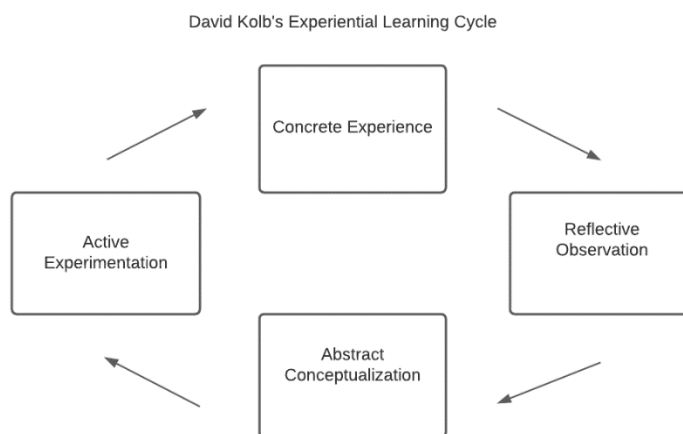 David Kolb's Experiential Learning Cycle
Concrete Experience
Reflective
Observation
Abstract
Conceptualization
Active
Experimentation